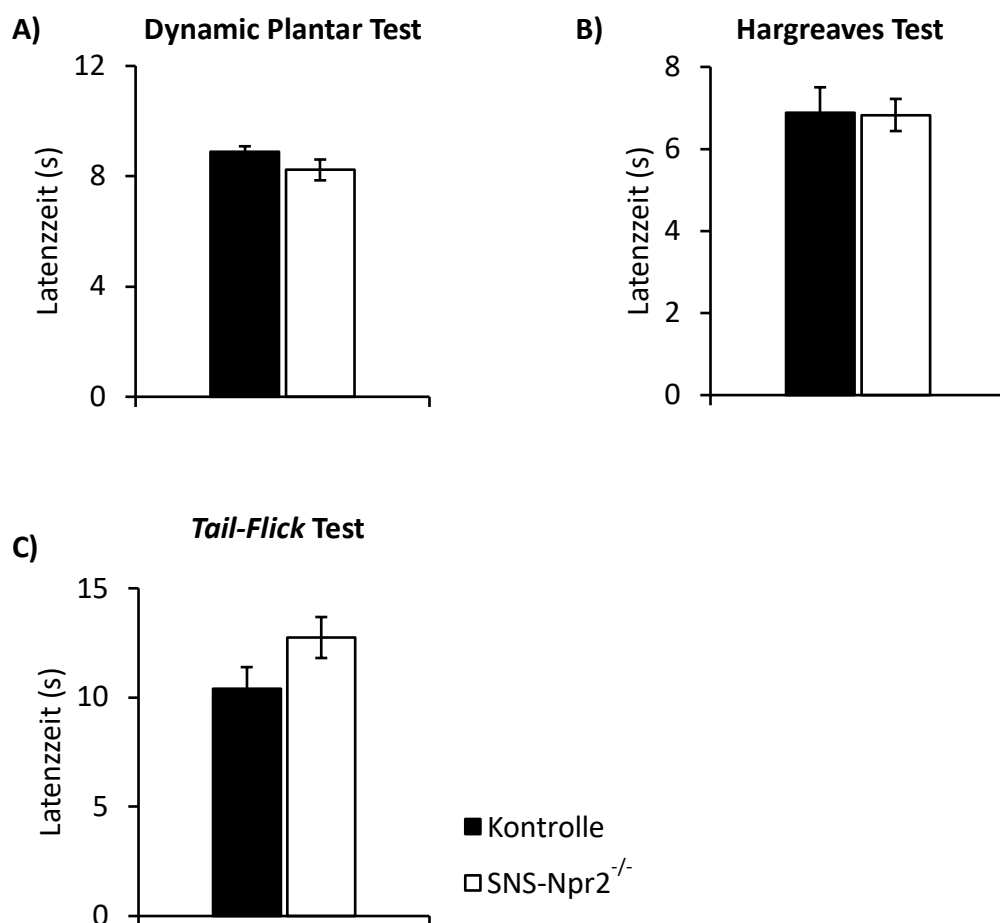 A)
Dynamic Plantar Test
12
8
4
0
Latenzzeit (s)
B)
Hargreaves Test
8
6
4
2
0
Latenzzeit (s)
C)
Tail-Flick Test
15
10
5
0
Latenzzeit (s)
Kontrolle
SNS-Npr2-/-